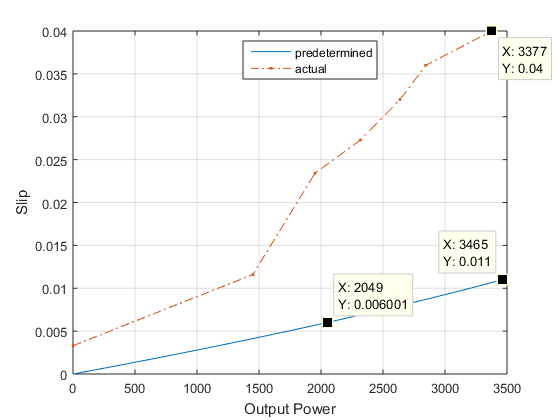 0.04
0.035
0.03
0.025
0.02
0.015
0.01
0.005
0
Slip
predetermined
actual
X: 3377
Y: 0.04
X: 3465
Y: 0.011
X: 2049
Y: 0.006001
0 500 1000 1500 2000 2500 3000 3500
Output Power